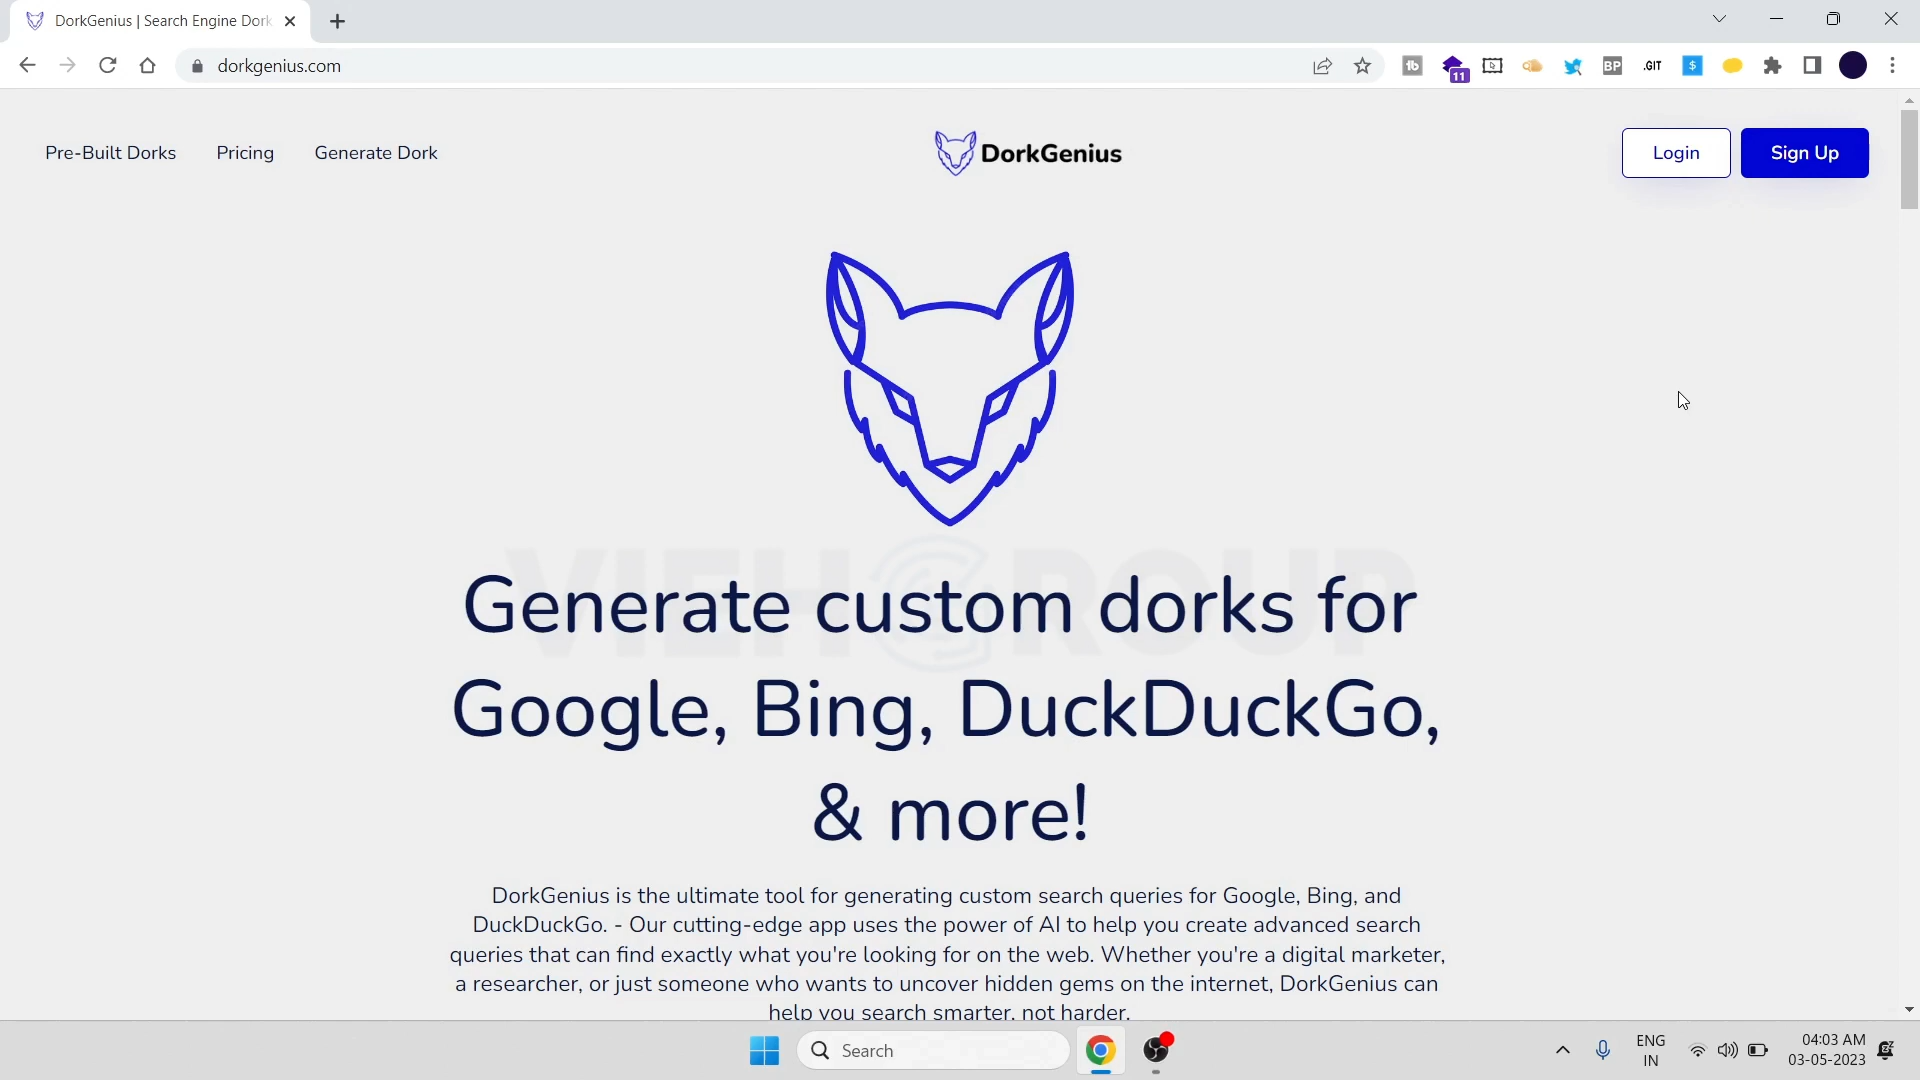 DorkGenius | Search Engine Dork
dorkgenius.com
11
BP
.GIT
$
Pre-Built Dorks
Pricing
Generate Dork
DorkGenius
Login
Sign Up
VIEHGROUP
Generate custom dorks for
Google, Bing, DuckDuckGo,
& more!
DorkGenius is the ultimate tool for generating custom search queries for Google, Bing, and
DuckDuckGo. - Our cutting-edge app uses the power of AI to help you create advanced search
queries that can find exactly what you're looking for on the web. Whether you're a digital marketer,
a researcher, or just someone who wants to uncover hidden gems on the internet, DorkGenius can
help you search smarter, not harder.
Search
ENG
IN
04:03 AM
03-05-2023